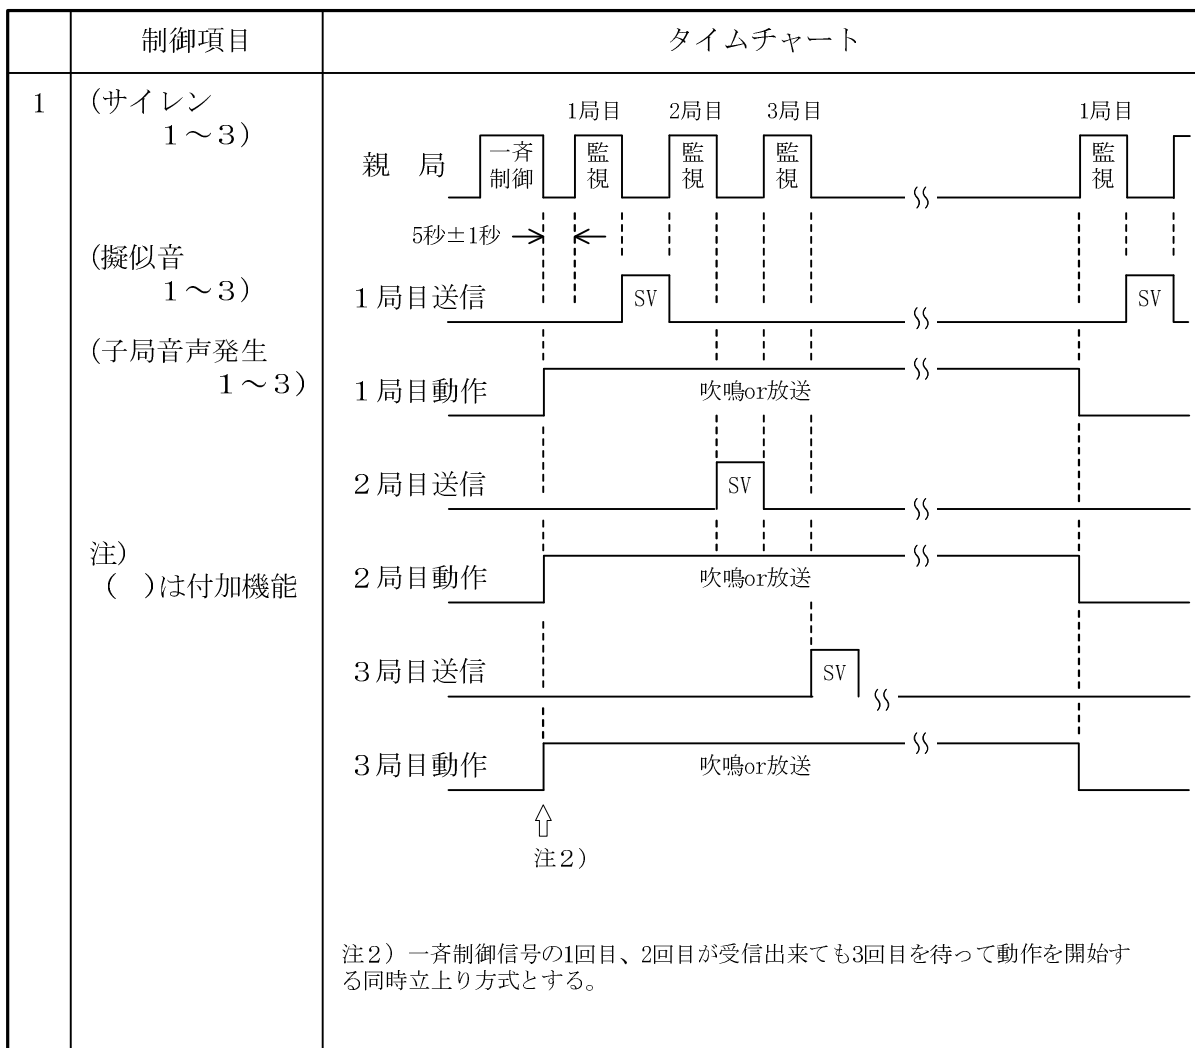 制御項目
タイムチャート
1
(サイレン
1～3)
(擬似音
1～3)
(子局音声発生
1～3)
注)
(　)は付加機能
1局目
2局目
3局目
1局目
親　局
一斉
制御
監
視
監
視
監
視
監
視
5秒±1秒
1局目送信
SV
SV
1局目動作
吹鳴or放送
2局目送信
SV
2局目動作
吹鳴or放送
3局目送信
SV
3局目動作
吹鳴or放送
注2)
注2) 一斉制御信号の1回目、2回目が受信出来ても3回目を待って動作を開始す
る同時立上り方式とする。